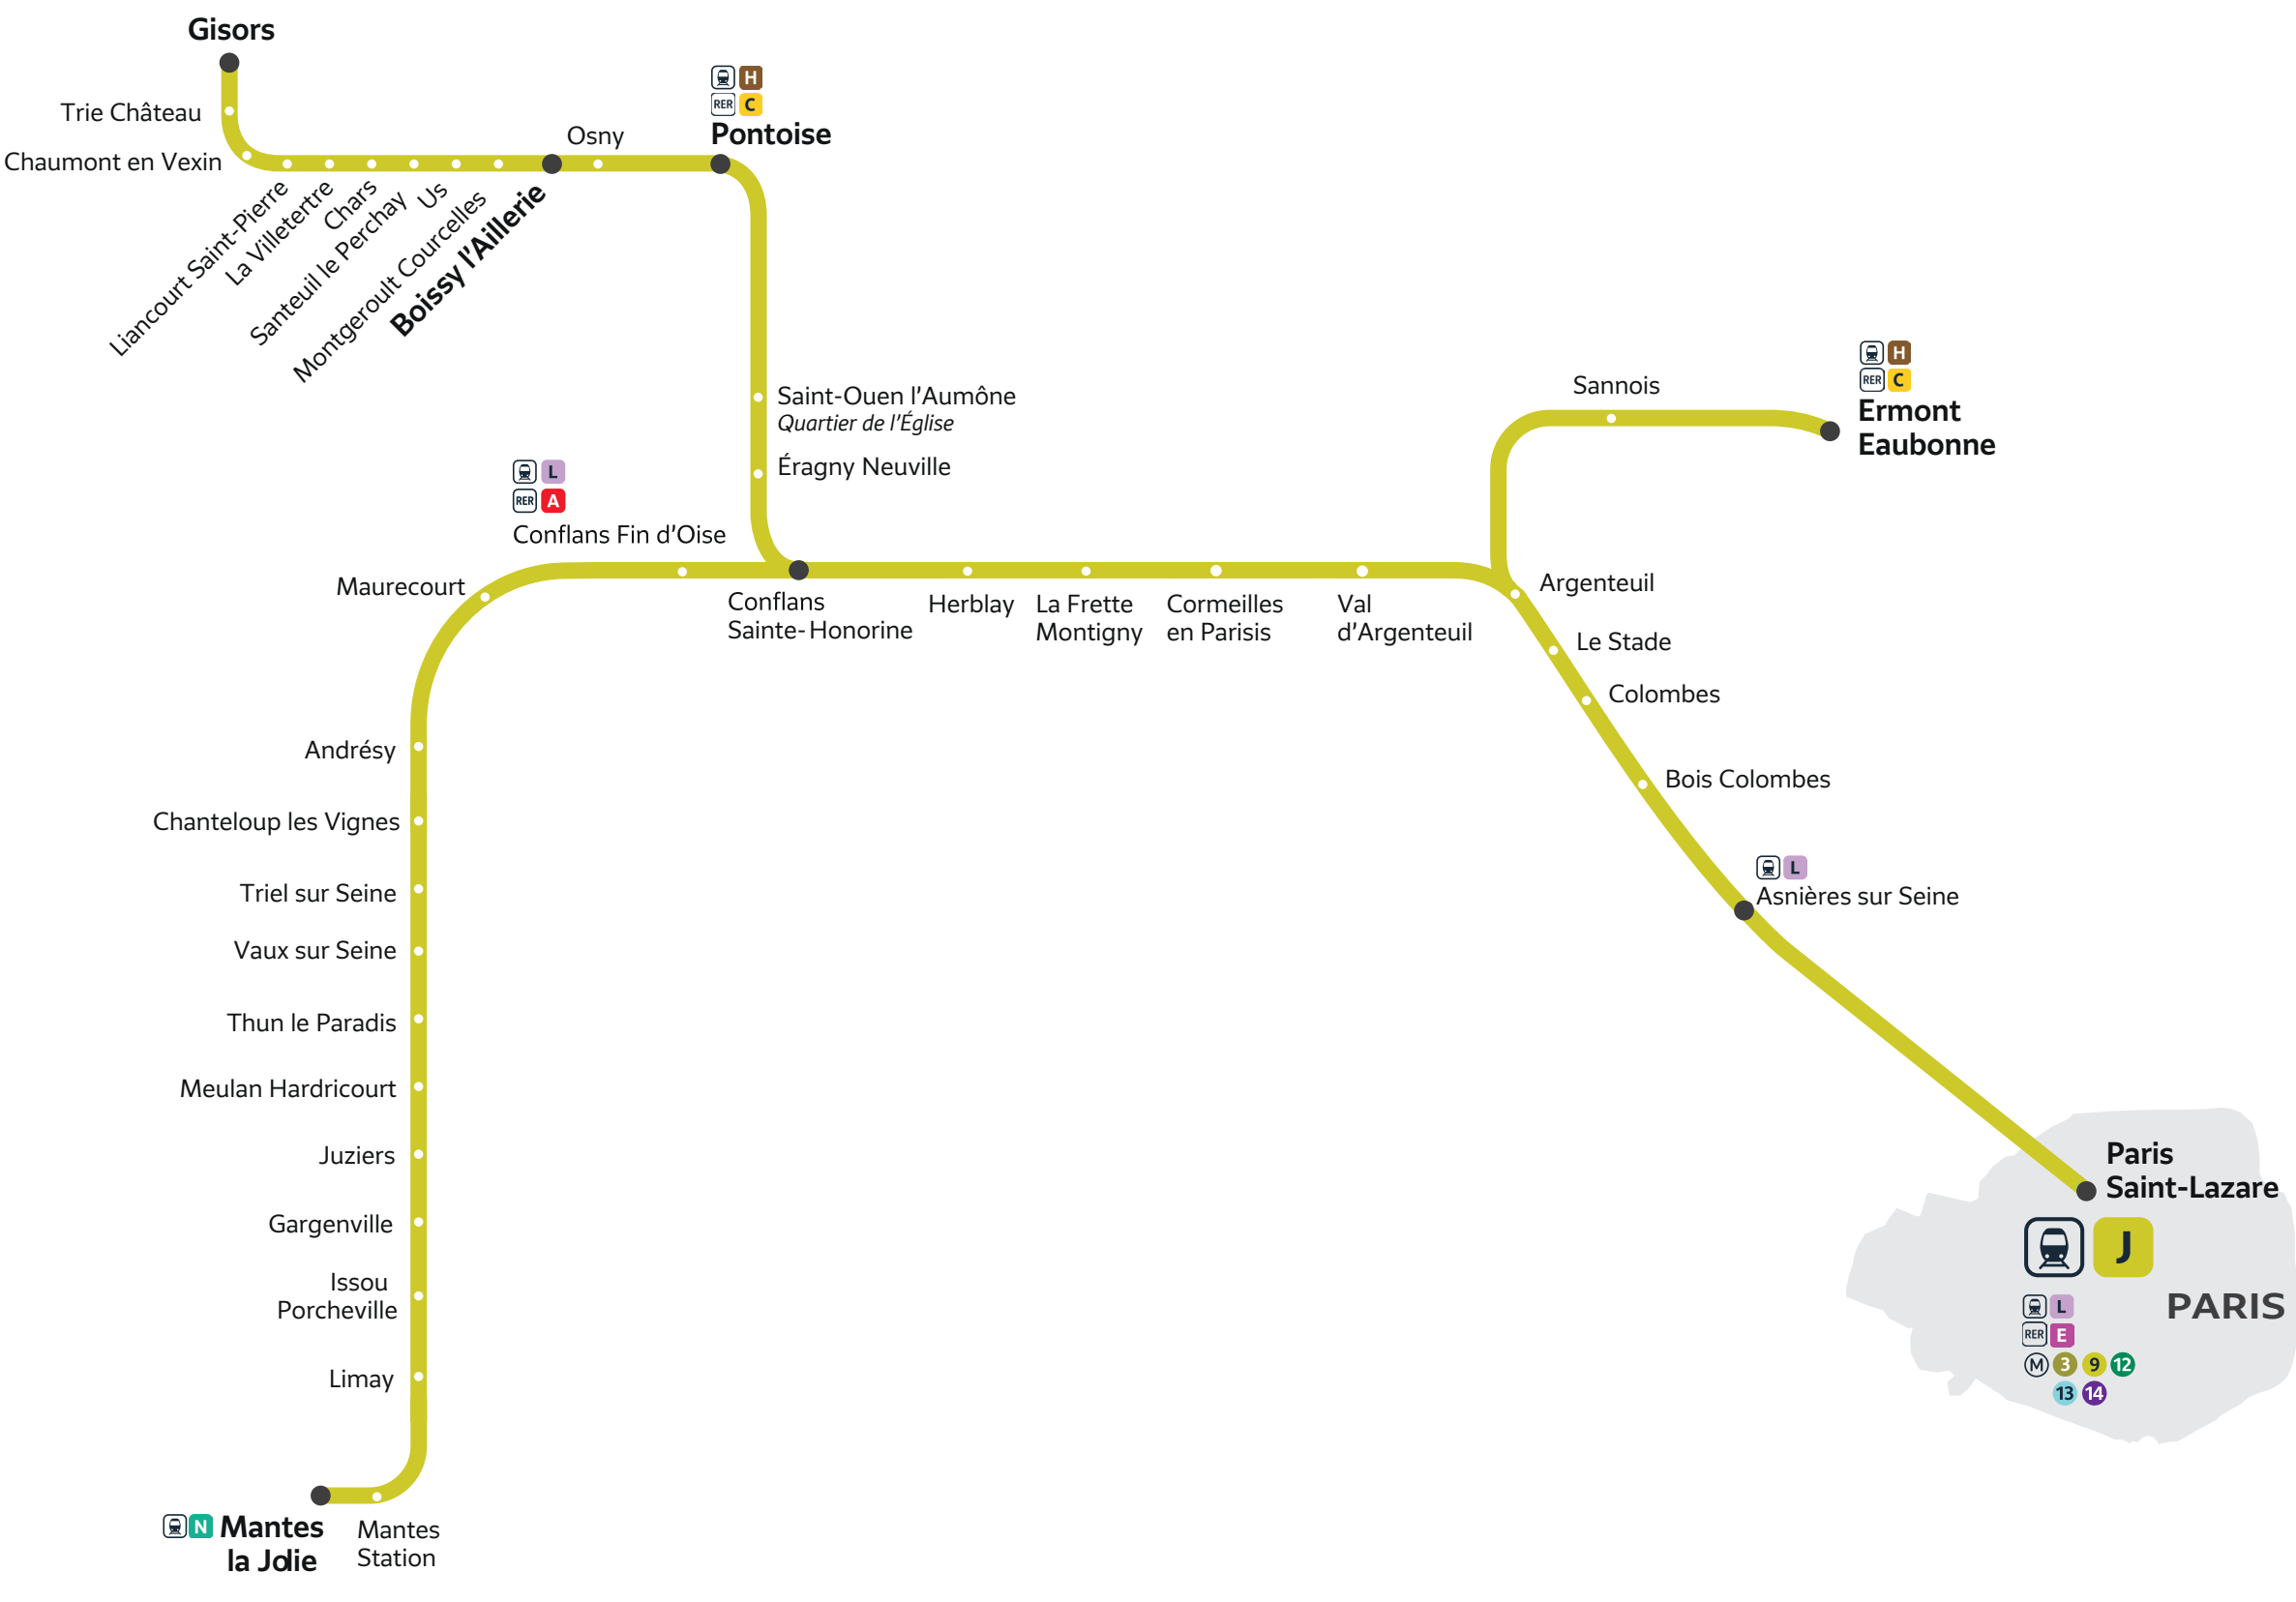 Gisors
Trie Château
Chaumont en Vexin
Liancourt Saint-Pierre
La Villetertre
Chars
Santeuil le Perchay
Us
Montgeroult Courcelles
Boissy l'Aillerie
Osny
H
RER C
Pontoise
Saint-Ouen l'Aumône
Quartier de l'Église
Éragny Neuville
L
RER A
Conflans Fin d'Oise
Maurecourt
Conflans
Sainte-Honorine
Herblay
La Frette
Montigny
Cormeilles
en Parisis
Val
d'Argenteuil
Sannois
H
RER C
Ermont
Eaubonne
Argenteuil
Le Stade
Colombes
Bois Colombes
L
Asnières sur Seine
Andrésy
Chanteloup les Vignes
Triel sur Seine
Vaux sur Seine
Thun le Paradis
Meulan Hardricourt
Juziers
Gargenville
Issou
Porcheville
Limay
N Mantes
la Jolie
Mantes
Station
Paris
Saint-Lazare
J
PARIS
L
RER E
M 3 9 12
13 14